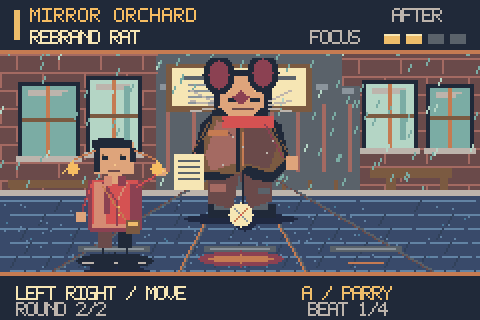 MIRROR ORCHARD
REBRAND RAT
AFTER
FOCUS
LEFT RIGHT / MOVE
ROUND 2/2
A / PARRY
BEAT 1/4